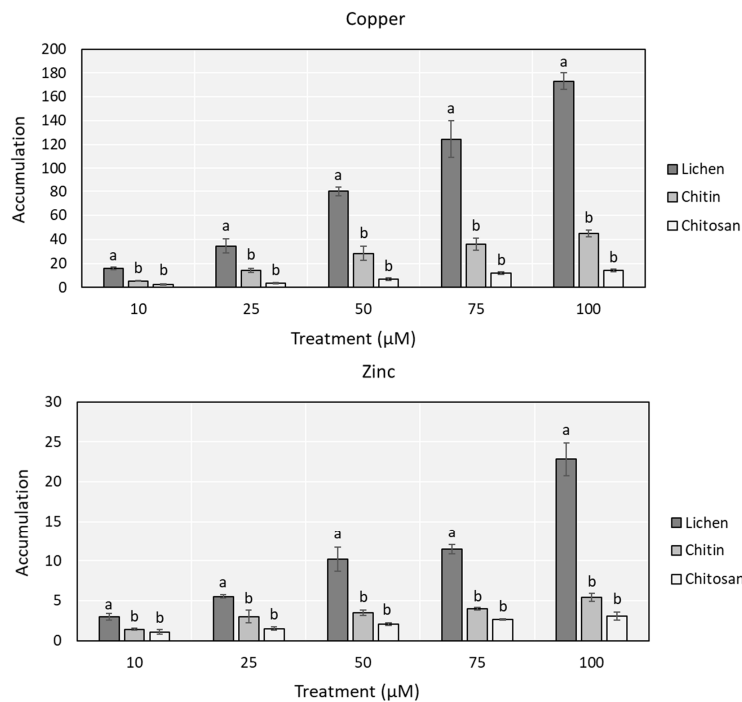 Copper
200
180
160
140
120
100
80
60
40
20
0
Accumulation
a b b a b b a b b a b b a b b
10 25 50 75 100
Treatment (µM)
Lichen
Chitin
Chitosan
Zinc
30
25
20
15
10
5
0
Accumulation
a b b a b b a b b a b b a b b
10 25 50 75 100
Treatment (µM)
Lichen
Chitin
Chitosan